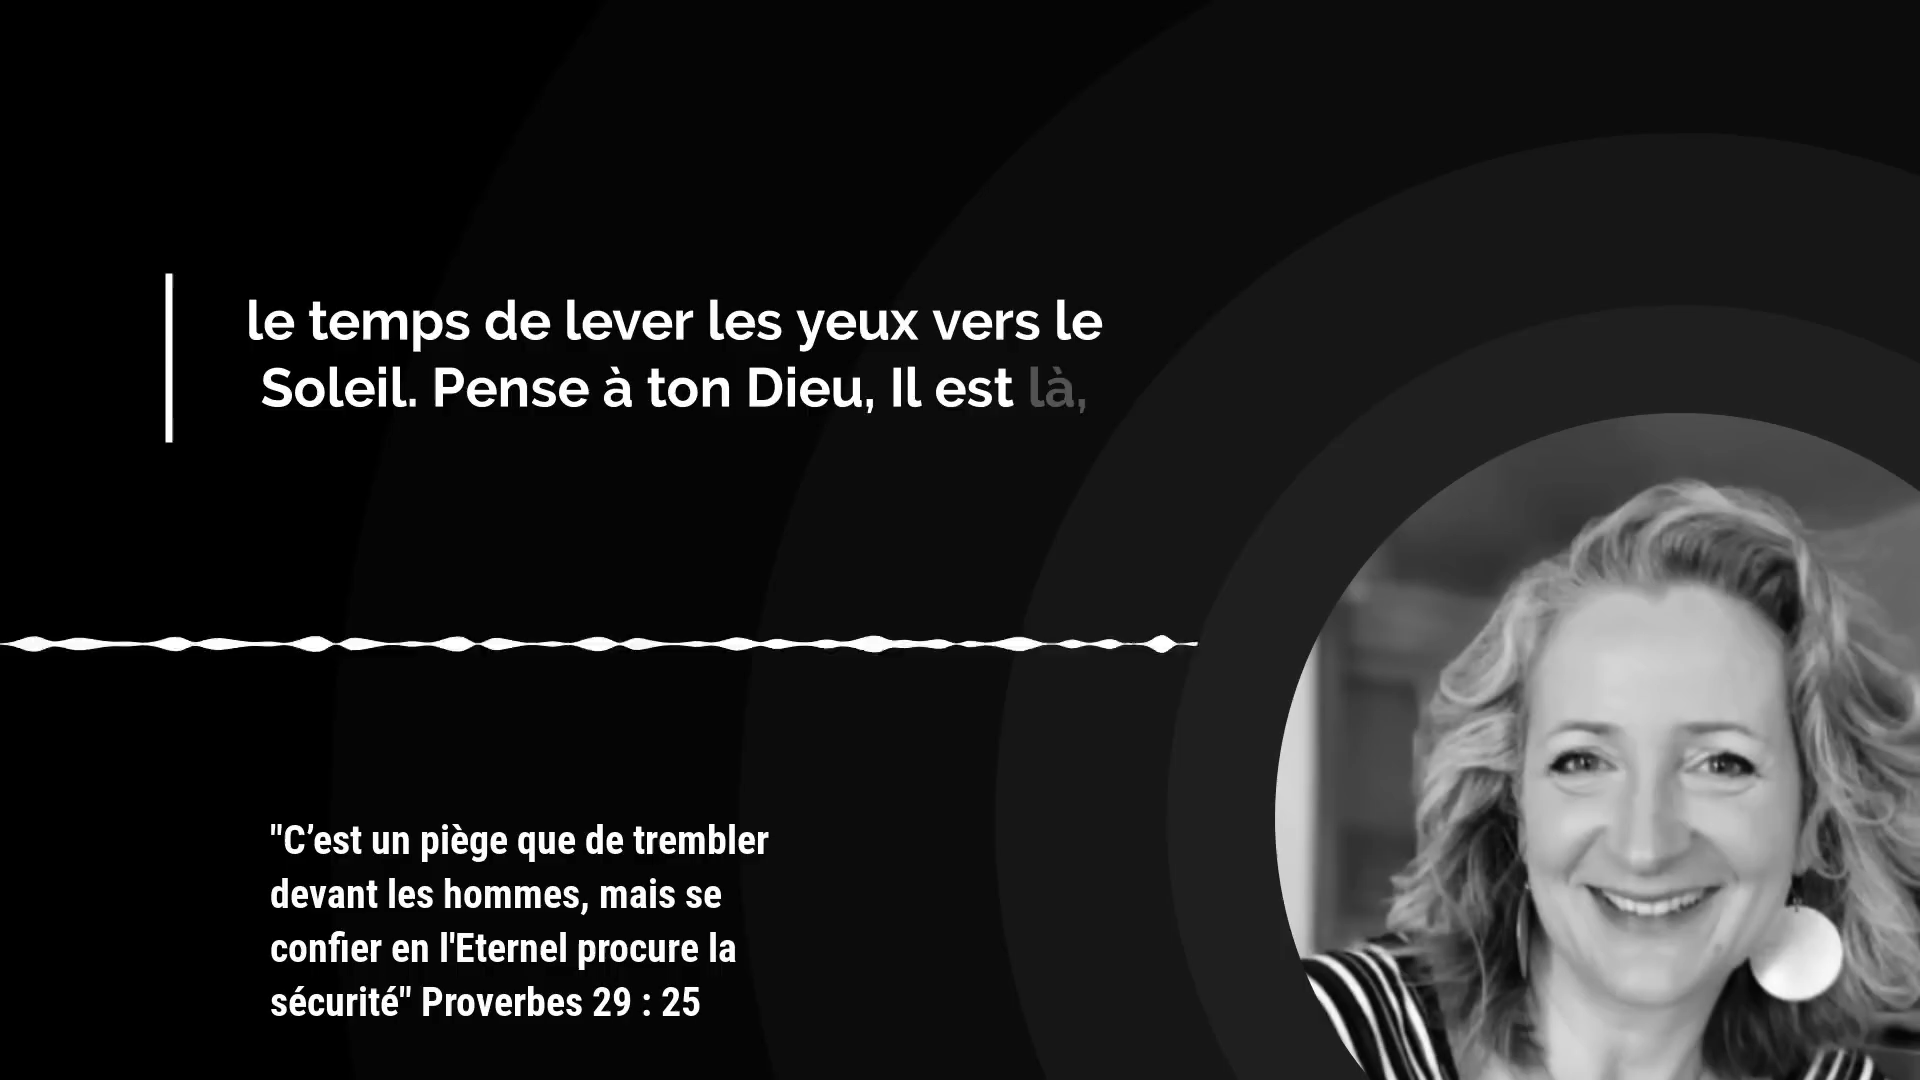 le temps de lever les yeux vers le
Soleil. Pense à ton Dieu, Il est là,
"C’est un piège que de trembler
devant les hommes, mais se
confier en l'Eternel procure la
sécurité" Proverbes 29 : 25